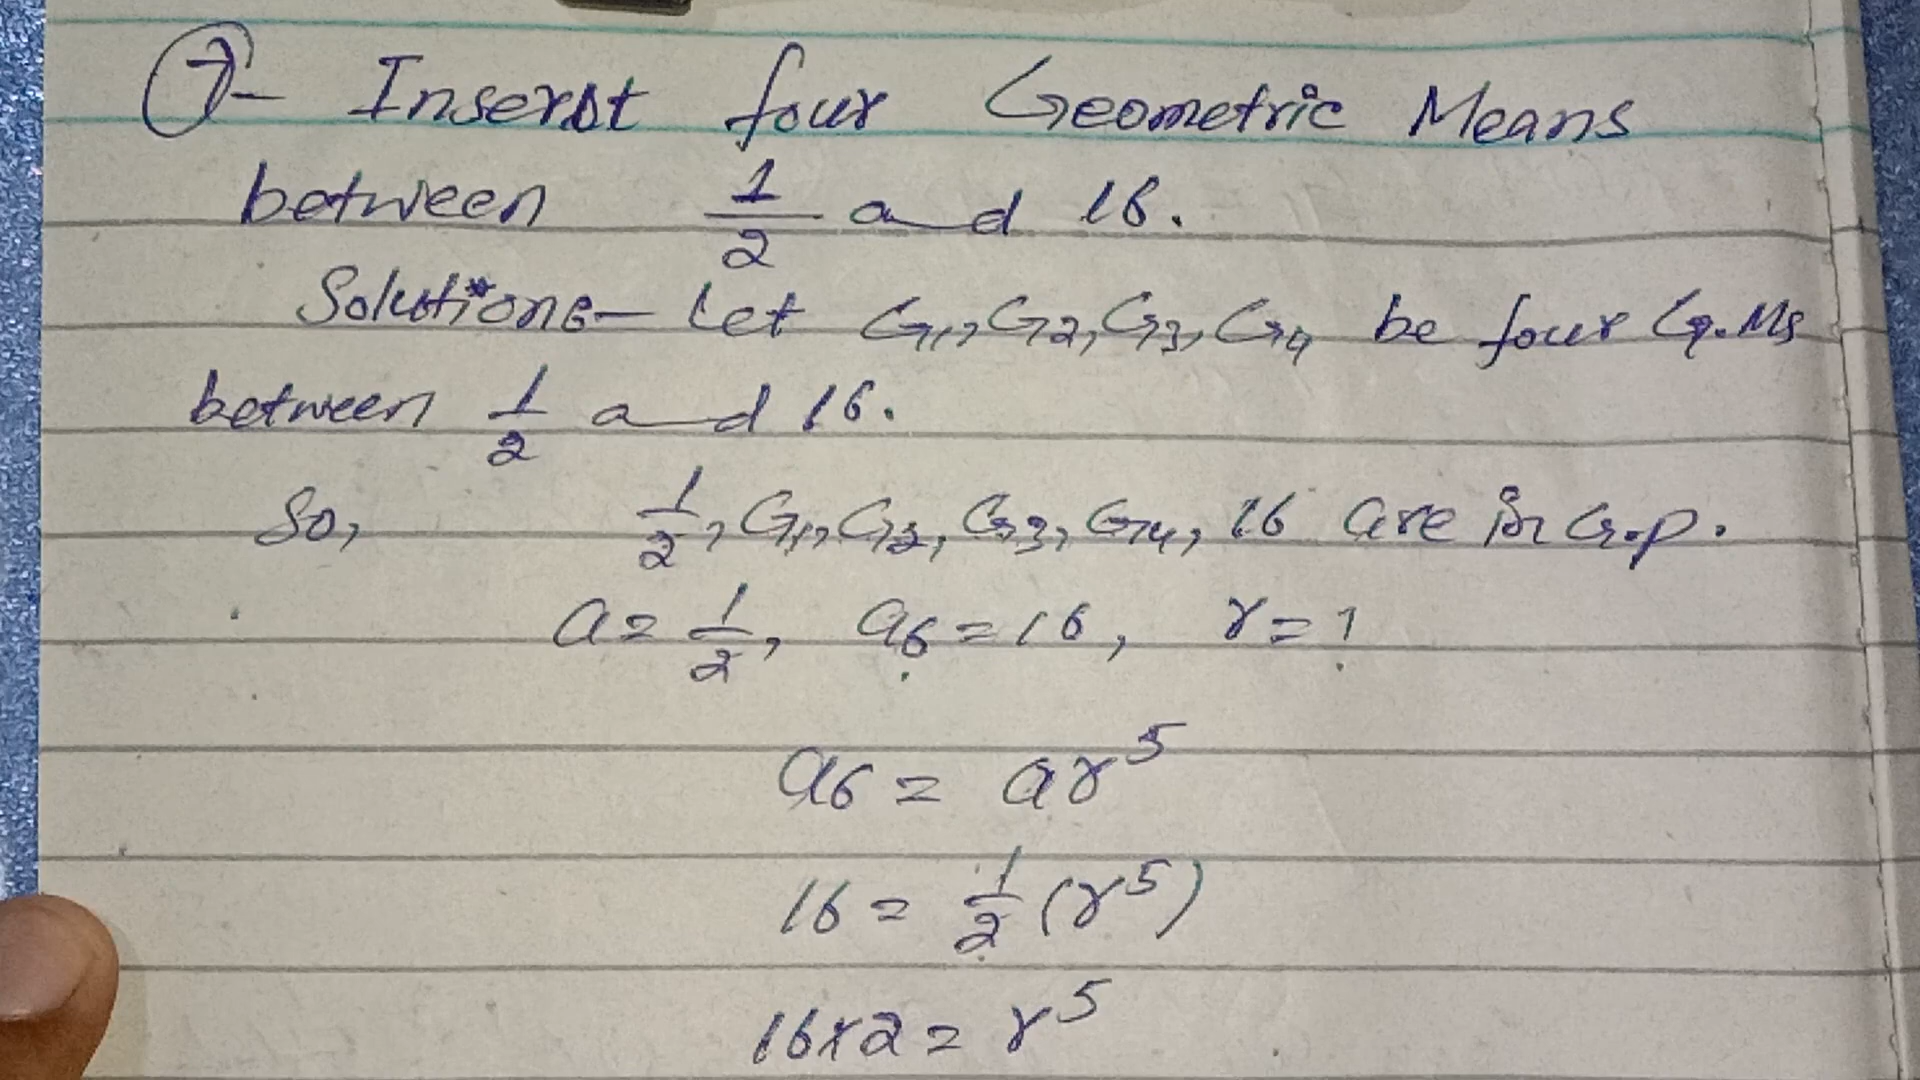 7- Insert four Geometric Means
between 1/2 and 16.
Solution:- Let G1, G2, G3, G4 be four G.Ms
between 1/2 and 16.
So, 1/2, G1, G2, G3, G4, 16 are in G.p.
a = 1/2, a6 = 16, r = ?
a6 = ar^5
16 = 1/2 (r^5)
16×2 = r^5